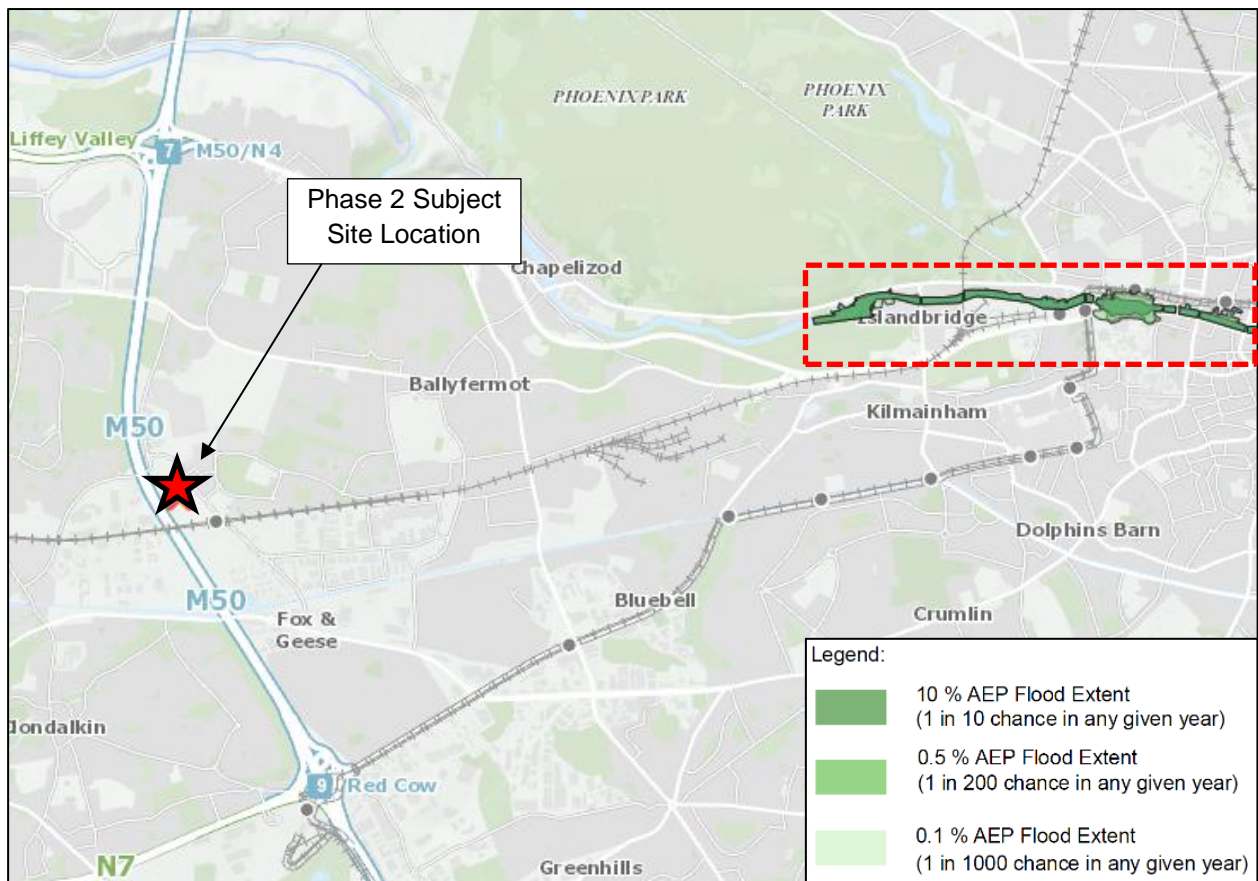 PHOENIX PARK
PHOENIX
PARK
Liffey Valley
7
M50/N4
Phase 2 Subject
Site Location
Chapelizod
Islandbridge
Ballyfermot
Kilmainham
M50
Dolphins Barn
M50
Bluebell
Fox &
Geese
Crumlin
Clondalkin
9
Red Cow
N7
Greenhills
Legend:
10 % AEP Flood Extent
(1 in 10 chance in any given year)
0.5 % AEP Flood Extent
(1 in 200 chance in any given year)
0.1 % AEP Flood Extent
(1 in 1000 chance in any given year)